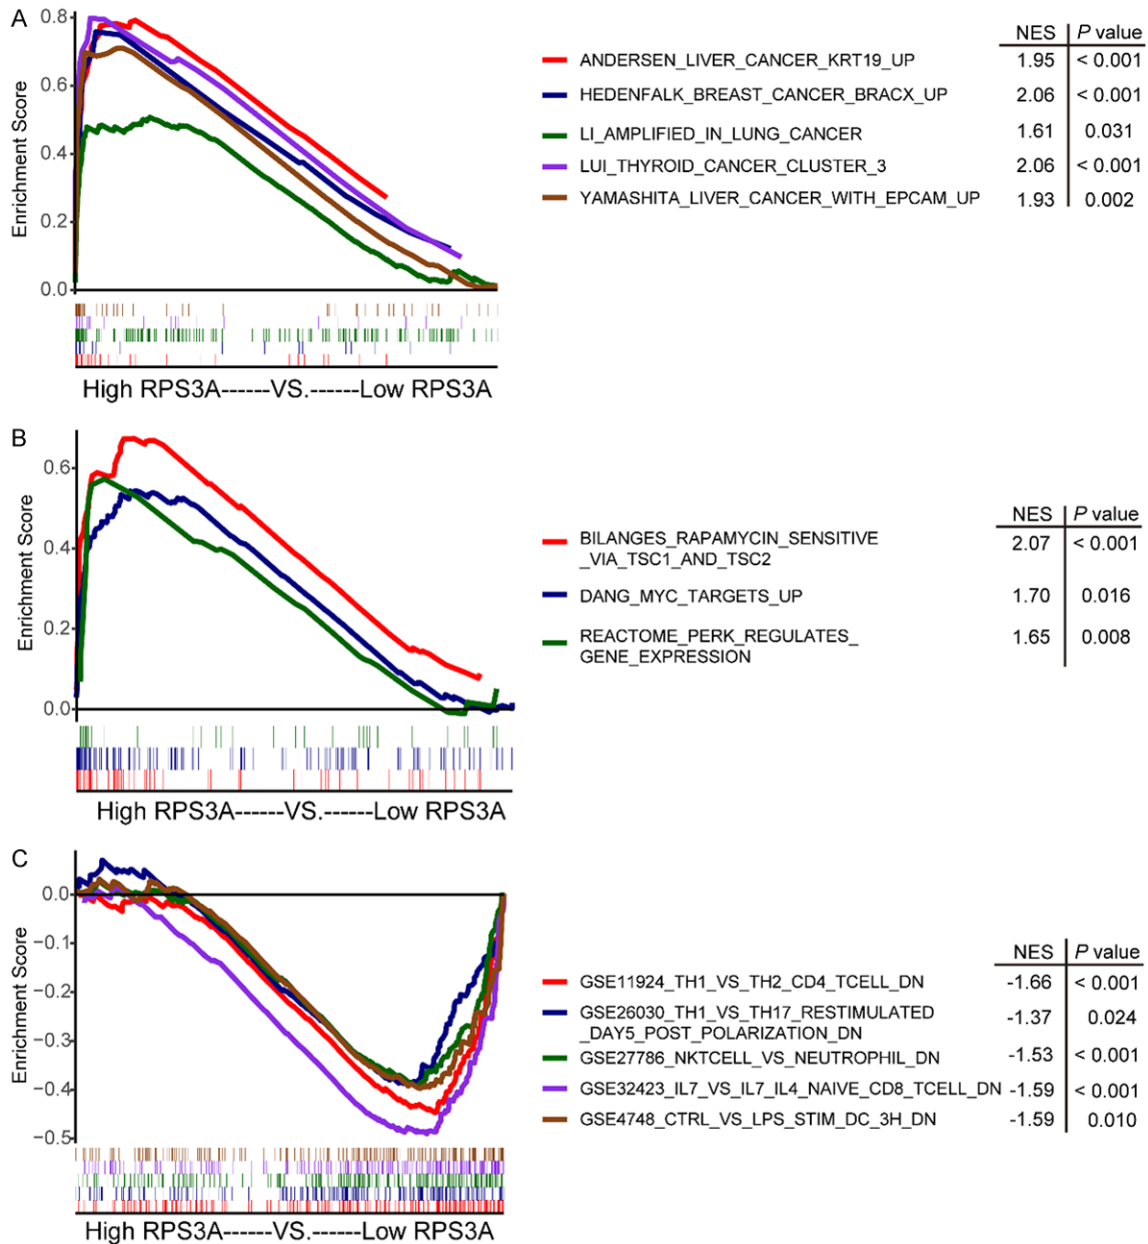 A
Enrichment Score
0.8
0.6
0.4
0.2
0.0
High RPS3A------VS.------Low RPS3A
NES P value
ANDERSEN_LIVER_CANCER_KRT19_UP 1.95 < 0.001
HEDENFALK_BREAST_CANCER_BRACX_UP 2.06 < 0.001
LI_AMPLIFIED_IN_LUNG_CANCER 1.61 0.031
LUI_THYROID_CANCER_CLUSTER_3 2.06 < 0.001
YAMASHITA_LIVER_CANCER_WITH_EPCAM_UP 1.93 0.002
B
Enrichment Score
0.6
0.4
0.2
0.0
High RPS3A------VS.------Low RPS3A
NES P value
BILANGES_RAPAMYCIN_SENSITIVE 2.07 < 0.001
_VIA_TSC1_AND_TSC2
DANG_MYC_TARGETS_UP 1.70 0.016
REACTOME_PERK_REGULATES_ 1.65 0.008
GENE_EXPRESSION
C
Enrichment Score
0.0
−0.1
−0.2
−0.3
−0.4
−0.5
High RPS3A------VS.------Low RPS3A
NES P value
GSE11924_TH1_VS_TH2_CD4_TCELL_DN -1.66 < 0.001
GSE26030_TH1_VS_TH17_RESTIMULATED -1.37 0.024
_DAY5_POST_POLARIZATION_DN
GSE27786_NKTCELL_VS_NEUTROPHIL_DN -1.53 < 0.001
GSE32423_IL7_VS_IL7_IL4_NAIVE_CD8_TCELL_DN -1.59 < 0.001
GSE4748_CTRL_VS_LPS_STIM_DC_3H_DN -1.59 0.010